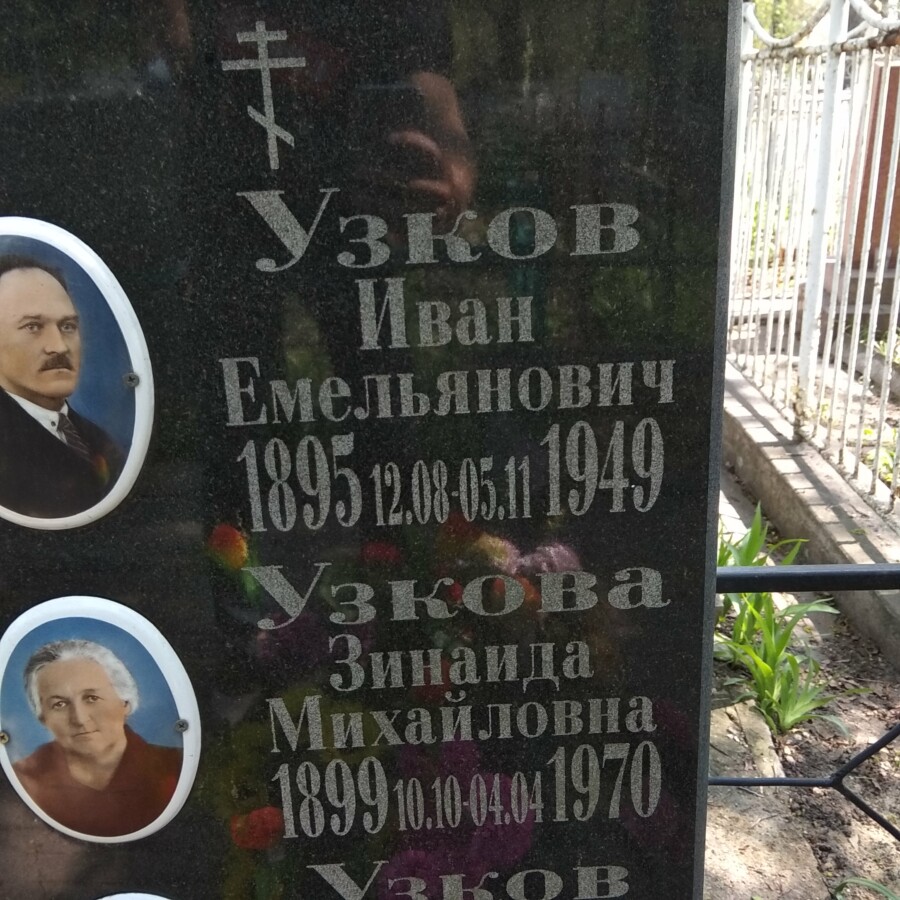 Узков
Иван
Емельянович
1895 12.08-05.11 1949
Узкова
Зинаида
Михайловна
1899 10.10-04.04 1970
Узков